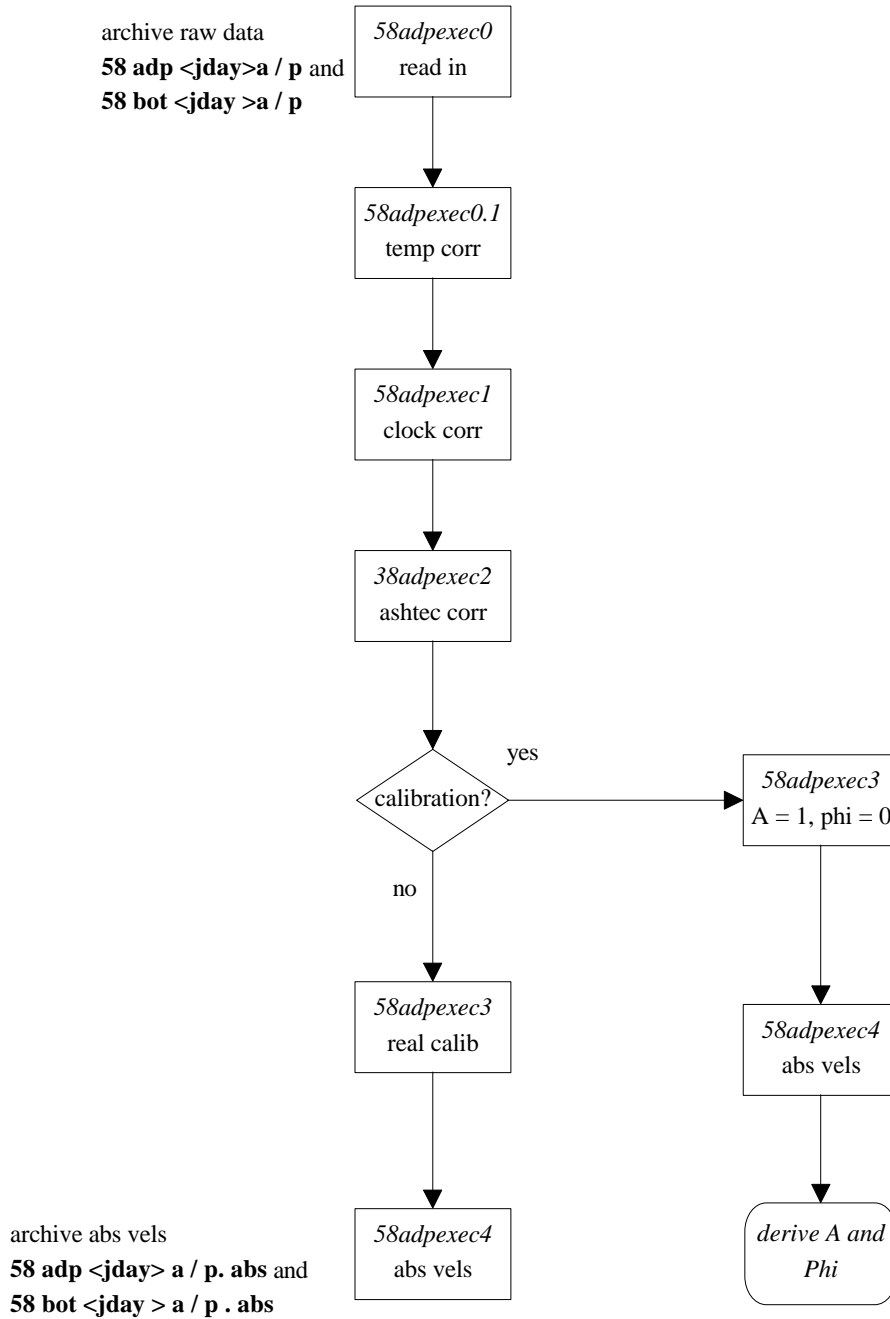 archive raw data
58 adp <jday>a / p and
58 bot <jday >a / p
58adpexec0
read in
58adpexec0.1
temp corr
58adpexec1
clock corr
38adpexec2
ashtec corr
calibration?
yes
no
58adpexec3
A = 1, phi = 0
58adpexec3
real calib
58adpexec4
abs vels
archive abs vels
58 adp <jday> a / p. abs and
58 bot <jday > a / p . abs
58adpexec4
abs vels
derive A and
Phi